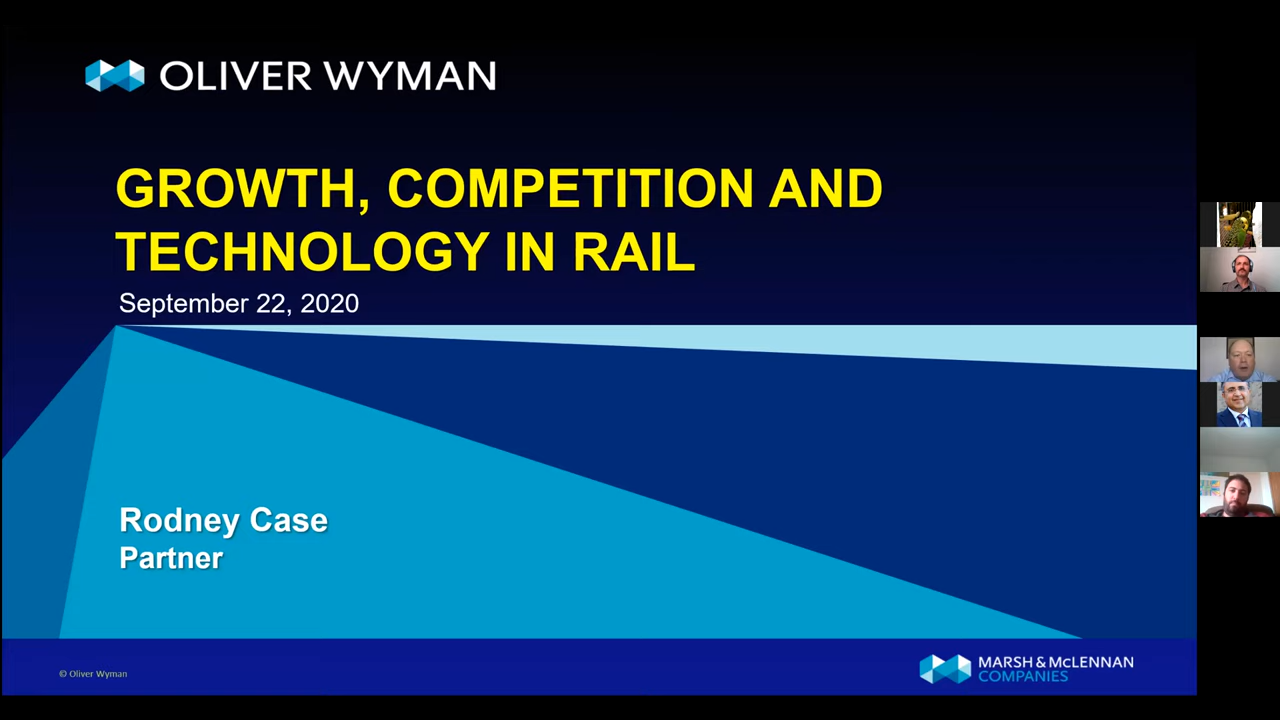 OLIVER WYMAN
GROWTH, COMPETITION AND
TECHNOLOGY IN RAIL
September 22, 2020
Rodney Case
Partner
© Oliver Wyman
MARSH & McLENNAN
COMPANIES